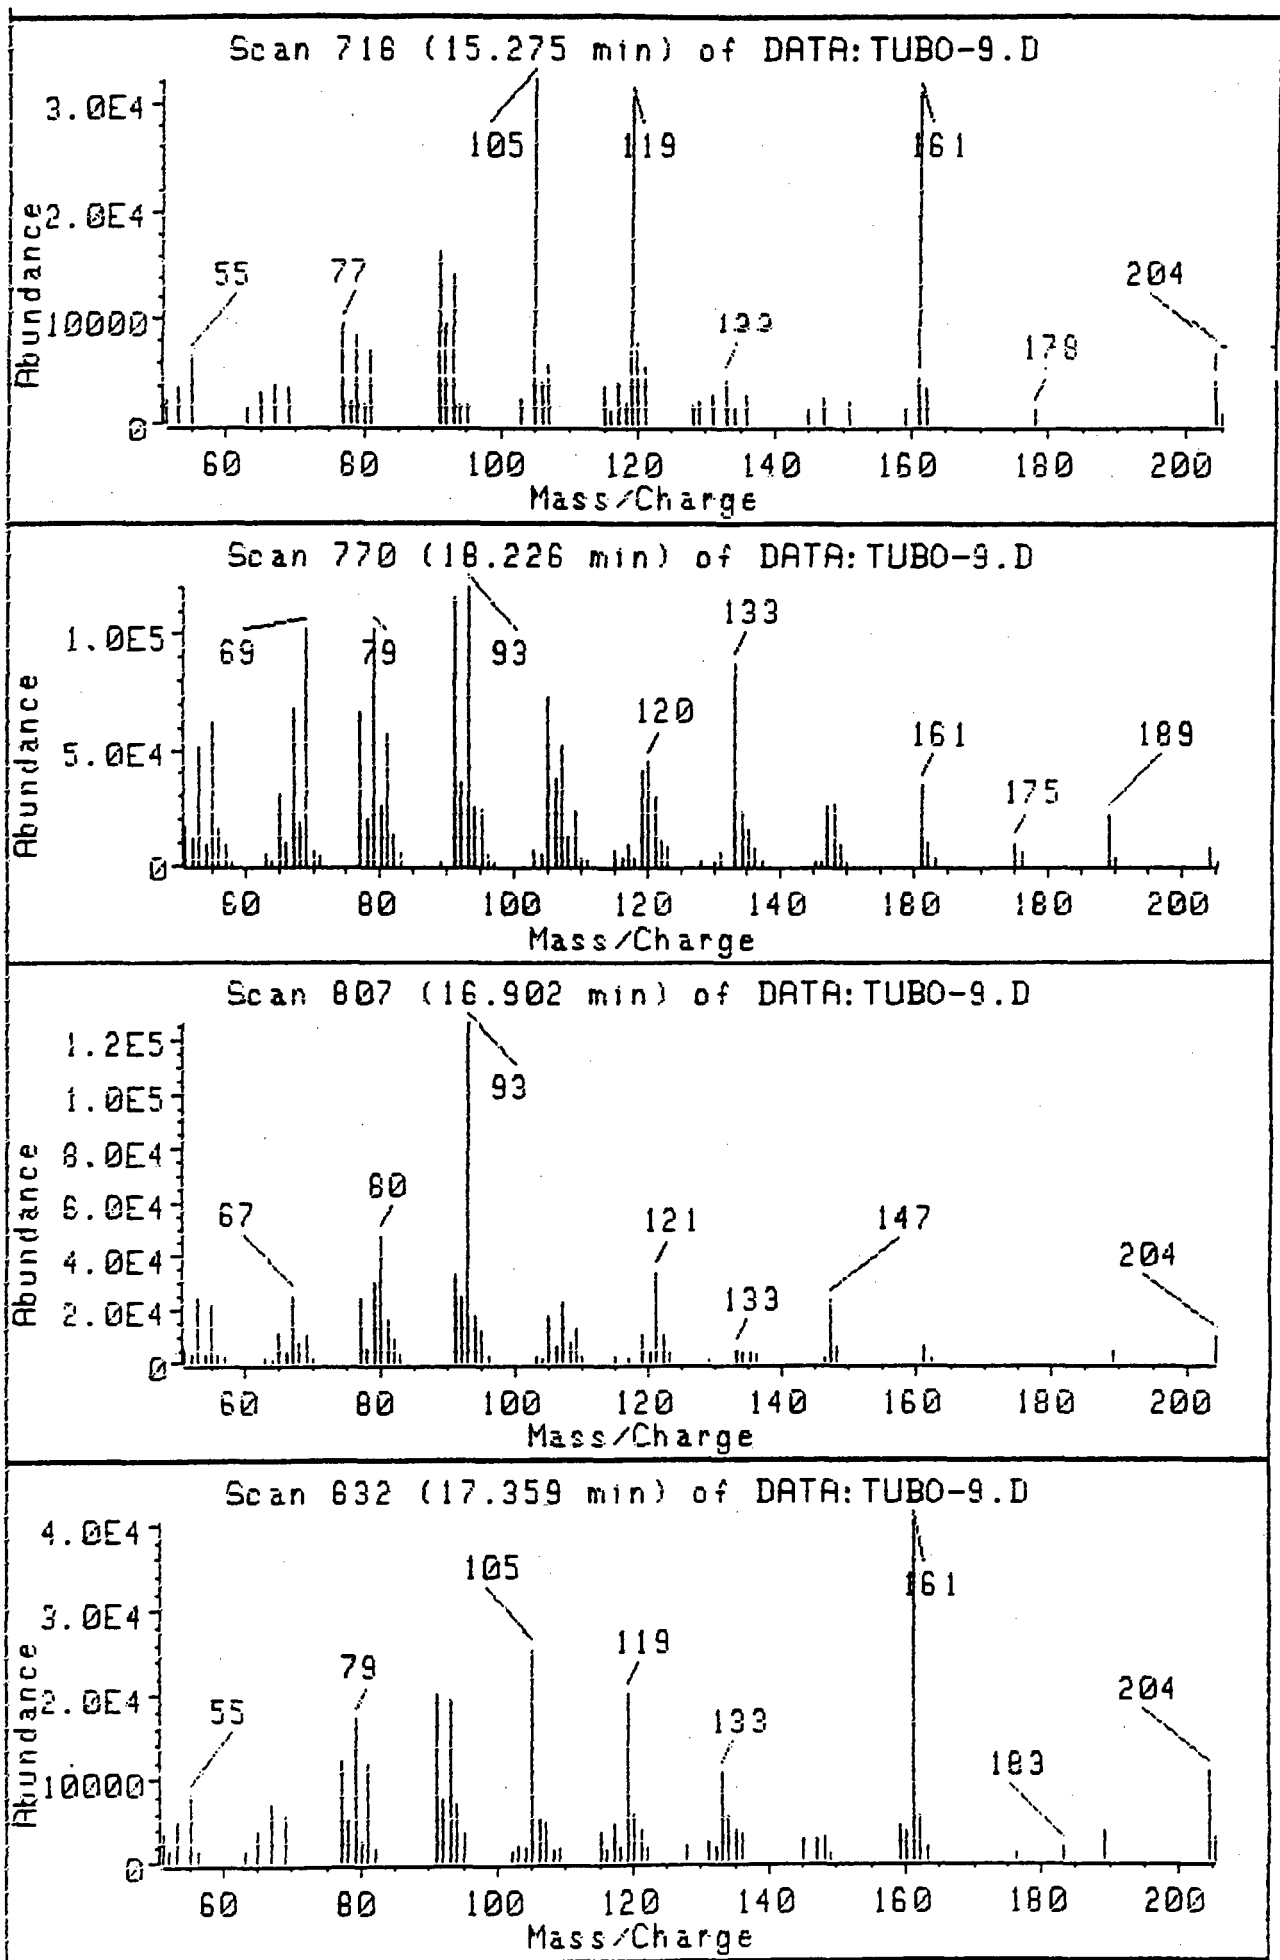 Scan 716 (15.275 min) of DATA:TUBO-9.D
Abundance
3.0E4
2.0E4
10000
0
55
77
105
119
133
161
178
204
60 80 100 120 140 160 180 200
Mass/Charge
Scan 770 (18.226 min) of DATA:TUBO-9.D
Abundance
1.0E5
5.0E4
0
69
79
93
120
133
161
175
189
60 80 100 120 140 160 180 200
Mass/Charge
Scan 807 (16.902 min) of DATA:TUBO-9.D
Abundance
1.2E5
1.0E5
8.0E4
6.0E4
4.0E4
2.0E4
0
67
80
93
121
133
147
204
60 80 100 120 140 160 180 200
Mass/Charge
Scan 832 (17.359 min) of DATA:TUBO-9.D
Abundance
4.0E4
3.0E4
2.0E4
10000
0
55
79
105
119
133
161
183
204
60 80 100 120 140 160 180 200
Mass/Charge